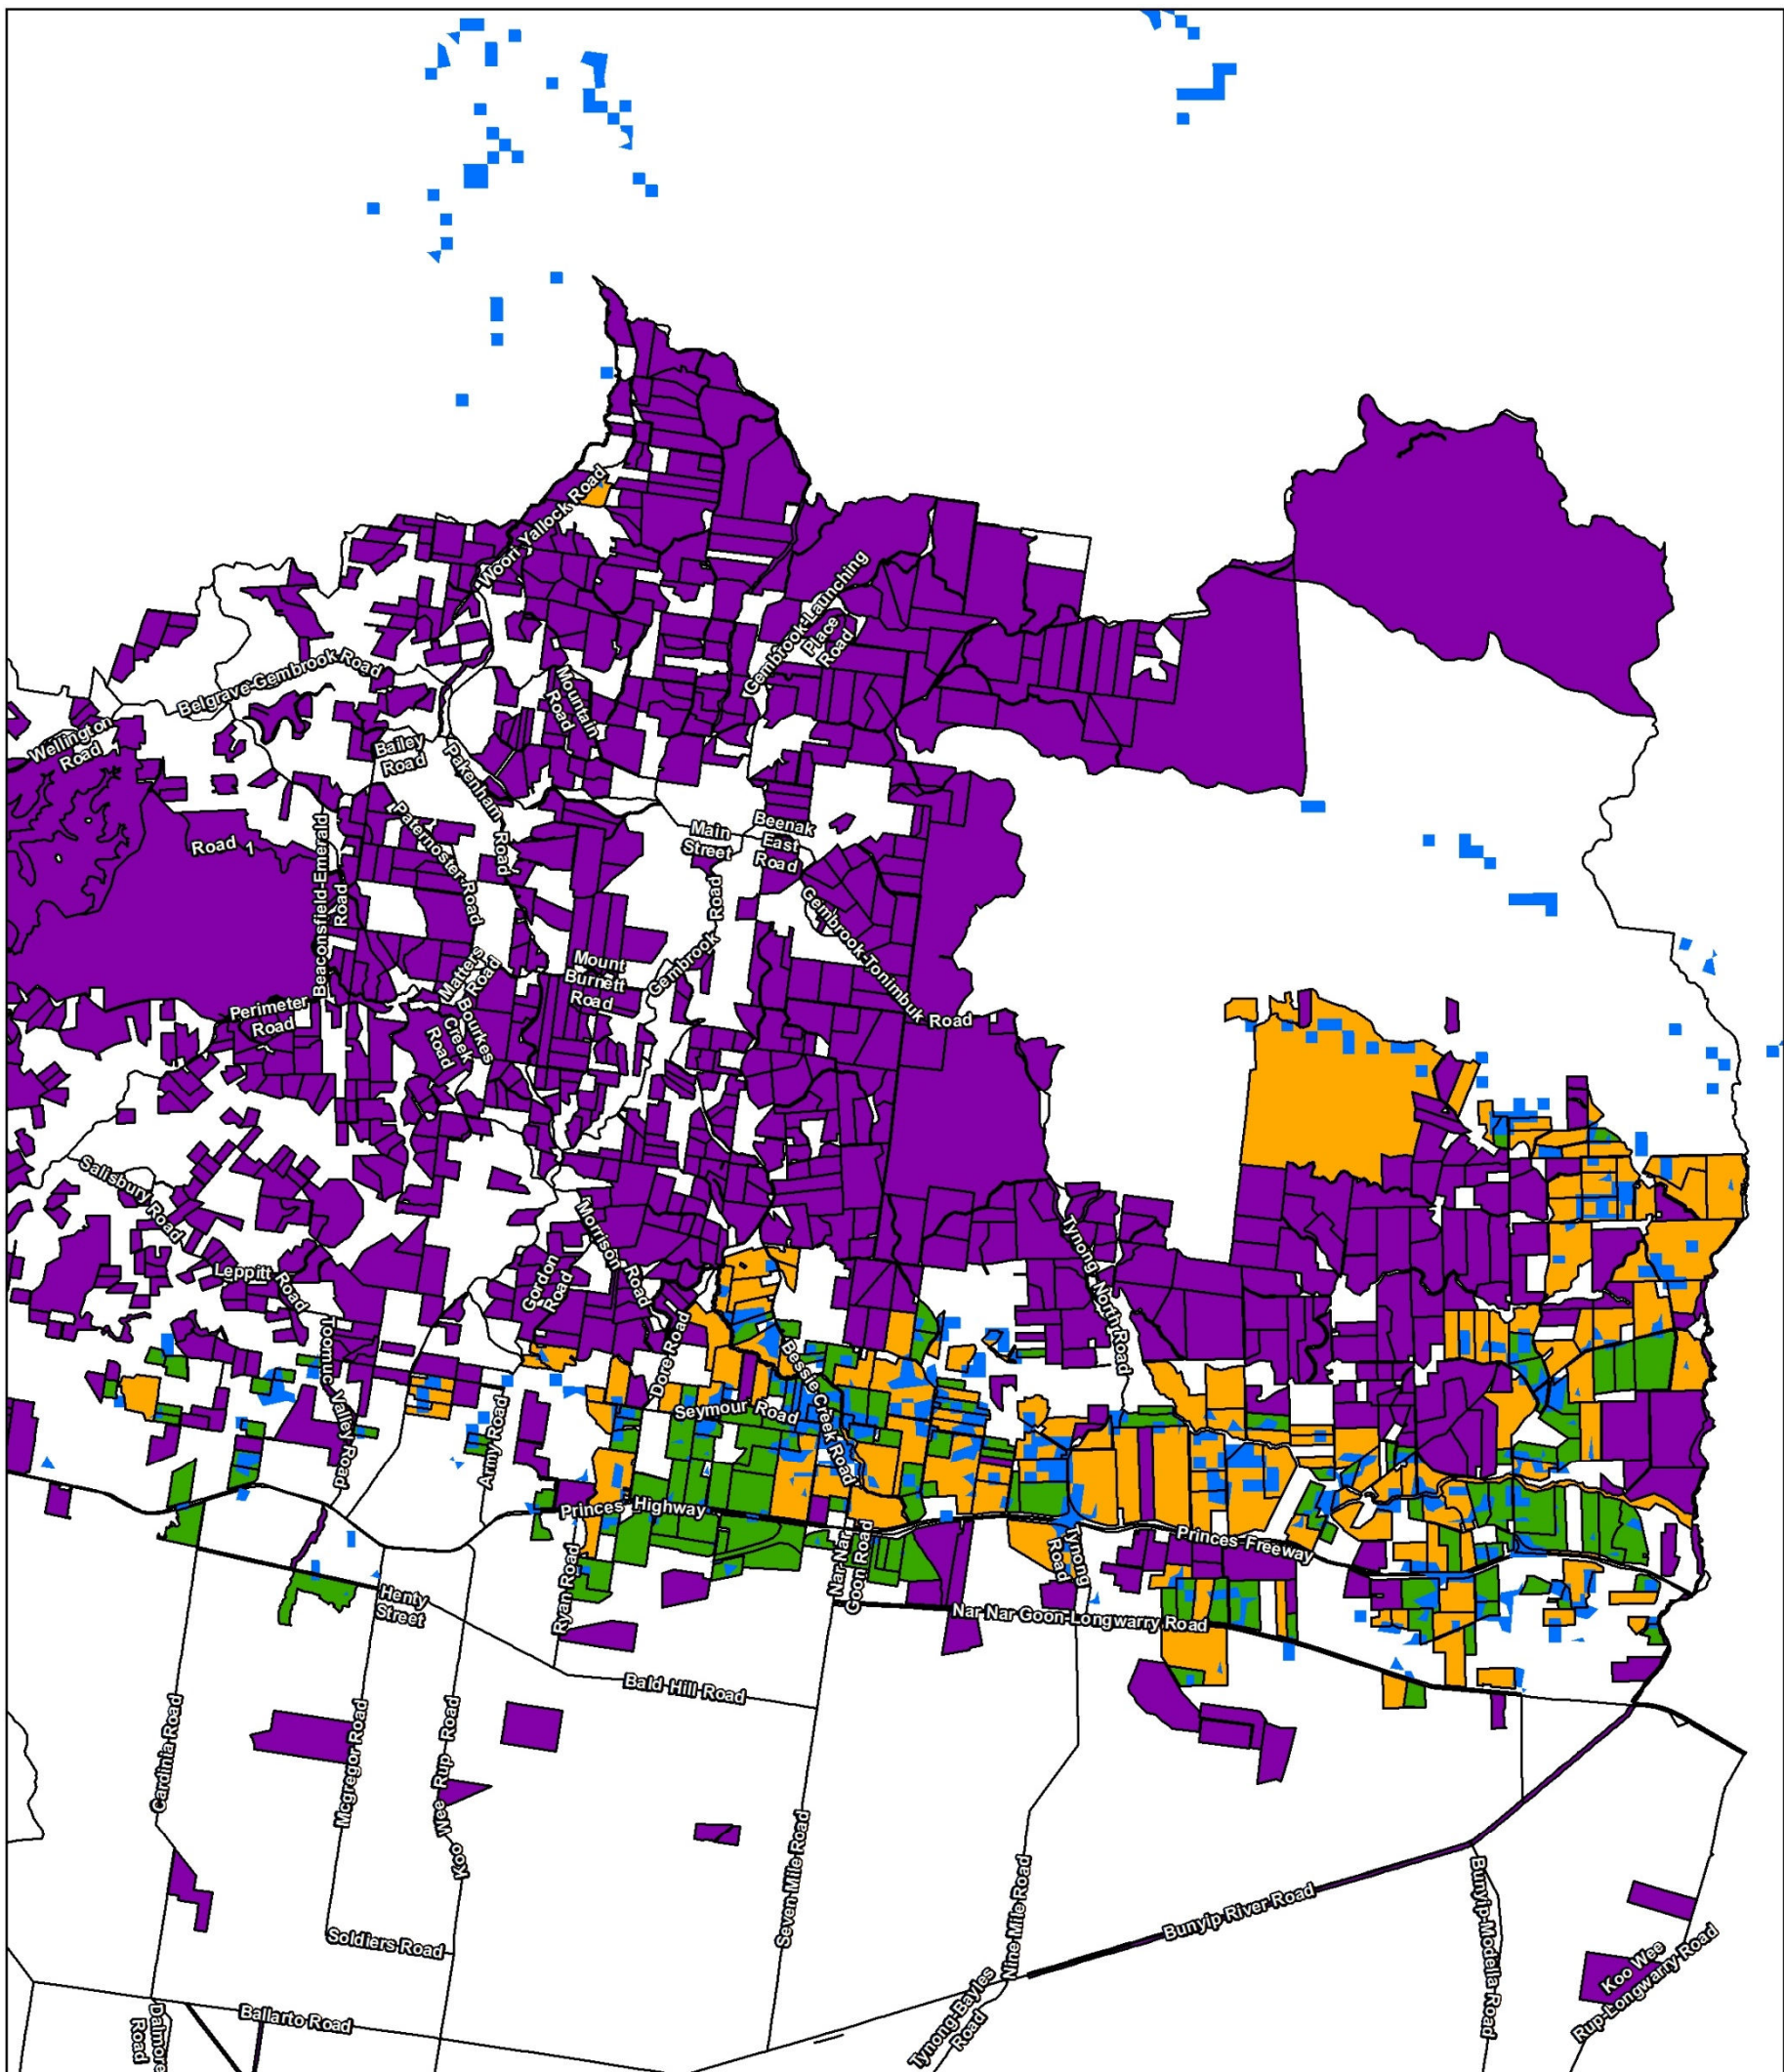 Woori-Yallock Road
Gembrook-Launching
Place
Road
Belgrave-Gembrook-Road
Mountain
Road
Wellington
Road
Bailey
Road
Pakenham Road
Paternoster-Road
Road 1
Main
Street
Beenak
East
Road
Beaconsfield-Emerald
Road
Gembrook Road
Gembrook-Tonimbuk Road
Matters
Road
Mount
Burnett
Road
Perimeter
Road
Bourkes
Creek
Road
Salisbury Road
Morrison Road
Tynong North Road
Leppitt Road
Gordon
Road
Toomuc Valley Road
Dore Road
Bessie Creek Road
Seymour Road
Army Road
Princes Highway
Princes-Freeway
Nar-Nar
Goon Road
Tynong
Road
Ryan Road
Henty
Street
Nar Nar Goon-Longwarry Road
Bald-Hill-Road
Cardinia-Road
Mcgregor Road
Koo Wee Rup Road
Seven Mile Road
Nine Mile Road
Bunyip River Road
Bunyip-Modella-Road
Soldiers Road
Koo Wee
Rup-Longwarry Road
Tynong-Bayles
Road
Ballarto Road
Dalmore
Road